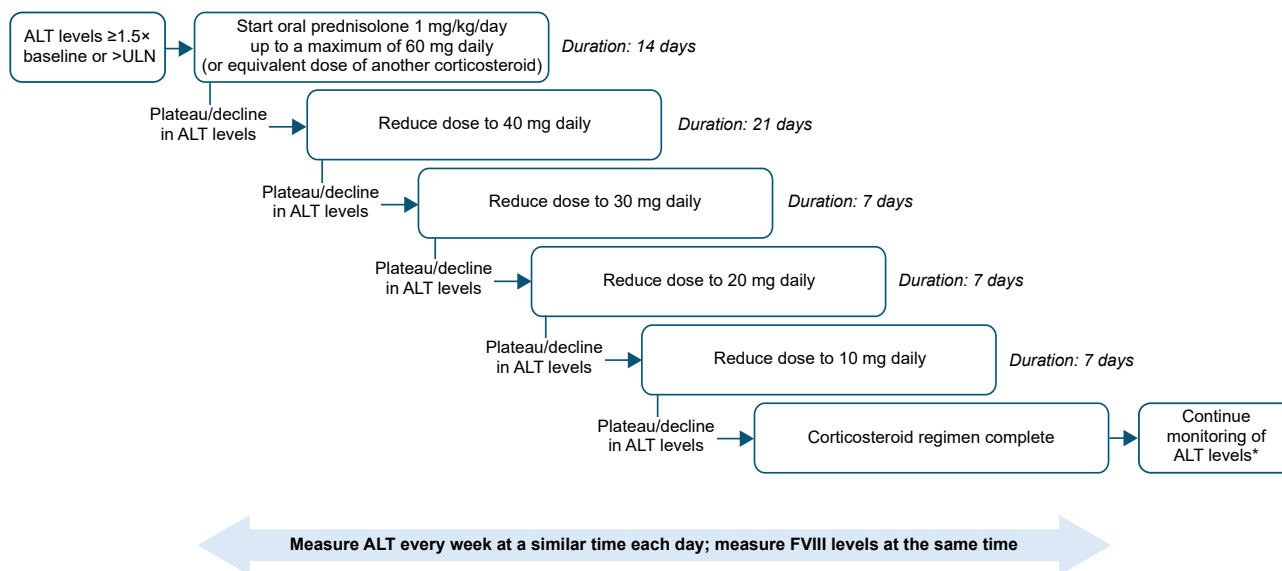 ALT levels ≥1.5×
baseline or >ULN
Start oral prednisolone 1 mg/kg/day
up to a maximum of 60 mg daily
(or equivalent dose of another corticosteroid)
Duration: 14 days
Plateau/decline
in ALT levels
Reduce dose to 40 mg daily
Duration: 21 days
Plateau/decline
in ALT levels
Reduce dose to 30 mg daily
Duration: 7 days
Plateau/decline
in ALT levels
Reduce dose to 20 mg daily
Duration: 7 days
Plateau/decline
in ALT levels
Reduce dose to 10 mg daily
Duration: 7 days
Plateau/decline
in ALT levels
Corticosteroid regimen complete
Continue
monitoring of
ALT levels*
Measure ALT every week at a similar time each day; measure FVIII levels at the same time